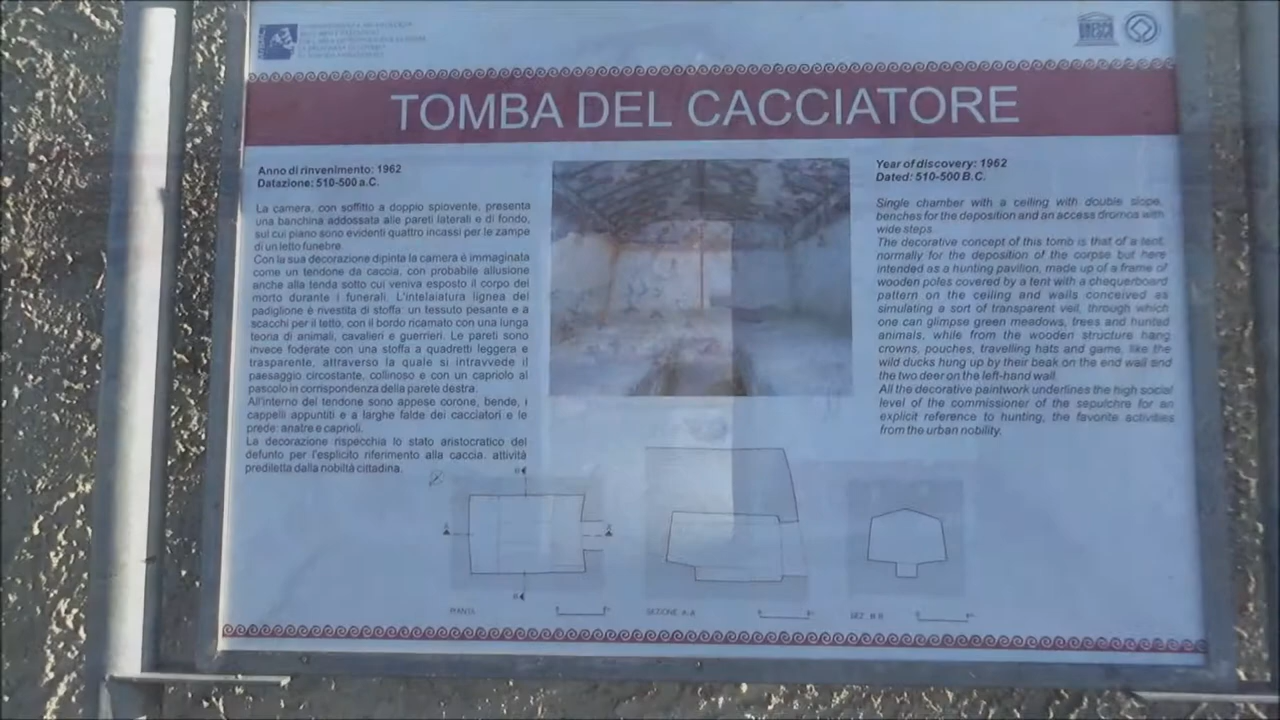 UNESCO
TOMBA DEL CACCIATORE
Anno di rinvenimento: 1962
Datazione: 510-500 a.C.
La camera, con soffitto a doppio spiovente, presenta
una banchina addossata alle pareti laterali e di fondo,
sul cui piano sono evidenti quattro incassi per le zampe
di un letto funebre.
Con la sua decorazione dipinta la camera è immaginata
come un tendone da caccia, con probabile allusione
anche alla tenda sotto cui veniva esposto il corpo del
morto durante i funerali. L'intelaiatura lignea del
padiglione è rivestita di stoffa: un tessuto pesante e a
scacchi per il tetto, con il bordo ricamato con una lunga
teoria di animali, cavalieri e guerrieri. Le pareti sono
invece foderate con una stoffa a quadretti leggera e
trasparente, attraverso la quale si intravvede il
paesaggio circostante, collinoso e con un capriolo al
pascolo in corrispondenza della parete destra.
All'interno del tendone sono appese corone, bende, i
cappelli appuntiti e a larghe falde dei cacciatori e le
prede: anatre e caprioli.
La decorazione rispecchia lo stato aristocratico del
defunto per l'esplicito riferimento alla caccia, attività
prediletta dalla nobiltà cittadina.
Year of discovery: 1962
Dated: 510-500 B.C.
Single chamber with a ceiling with double slope,
benches for the deposition and an access dromos with
wide steps.
The decorative concept of this tomb is that of a tent,
normally for the deposition of the corpse but here
intended as a hunting pavilion, made up of a frame of
wooden poles covered by a tent with a chequerboard
pattern on the ceiling and walls conceived as
simulating a sort of transparent veil, through which
one can glimpse green meadows, trees and hunted
animals, while from the wooden structure hang
crowns, pouches, travelling hats and game, like the
wild ducks hung up by their beak on the end wall and
the two deer on the left-hand wall.
All the decorative paintwork underlines the high social
level of the commissioner of the sepulchre for an
explicit reference to hunting, the favorite activities
from the urban nobility.
PIANTA
SEZIONE A-A
SEZ. B-B